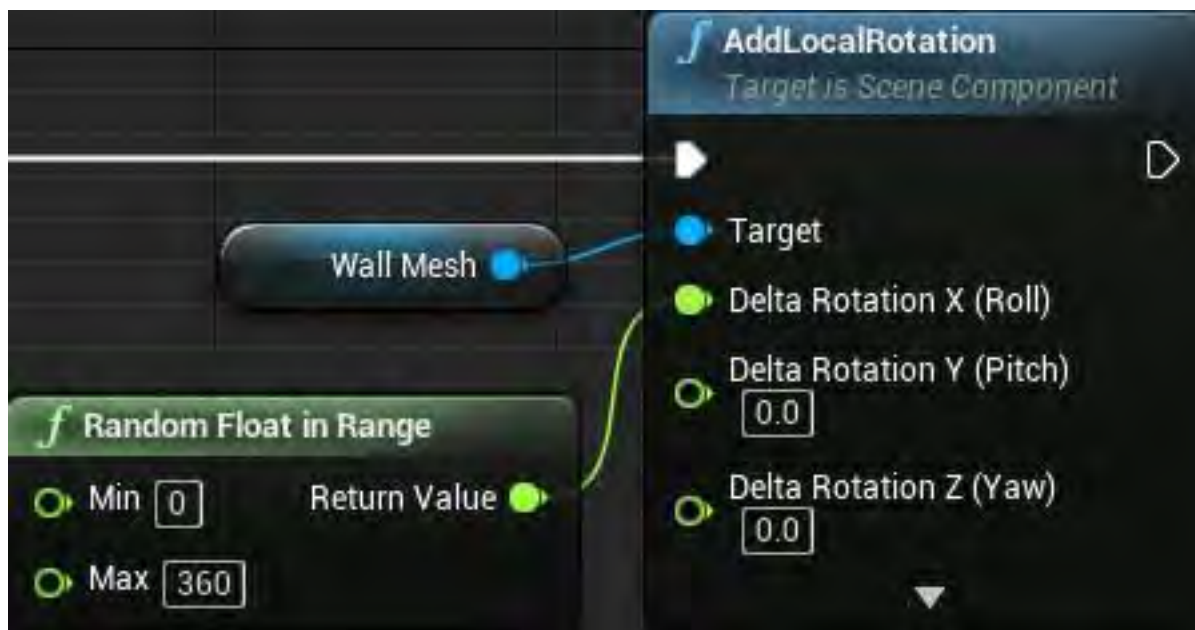 AddLocalRotation
Target is Scene Component
Target
Wall Mesh
Delta Rotation X (Roll)
Delta Rotation Y (Pitch)
0.0
Delta Rotation Z (Yaw)
0.0
f Random Float in Range
Min 0 Return Value
Max 360